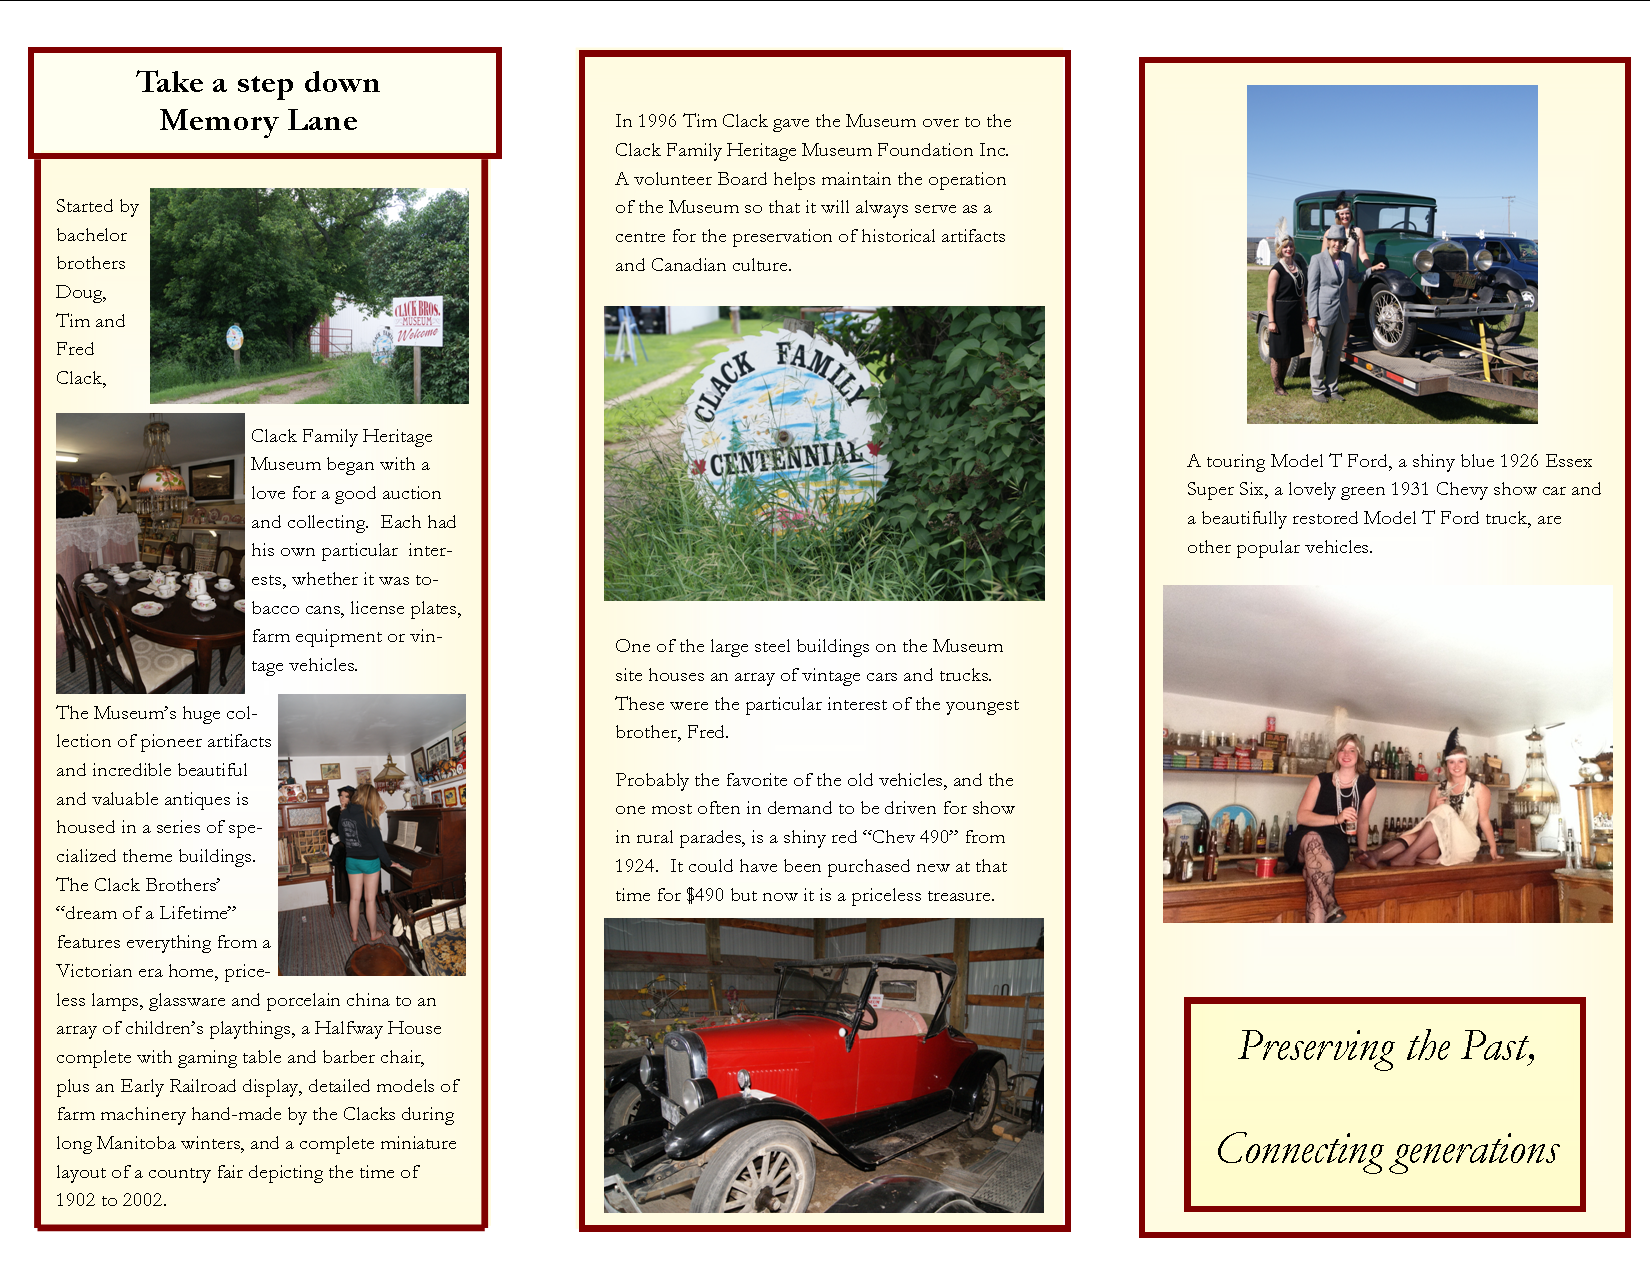 Take a step down
Memory Lane
Started by
bachelor
brothers
Doug,
Tim and
Fred
Clack,
CLACK BROS.
MUSEUM
Welcome
Clack Family Heritage
Museum began with a
love for a good auction
and collecting.  Each had
his own particular  inter-
ests, whether it was to-
bacco cans, license plates,
farm equipment or vin-
tage vehicles.
The Museum's huge col-
lection of pioneer artifacts
and incredible beautiful
and valuable antiques is
housed in a series of spe-
cialized theme buildings.
The Clack Brothers'
“dream of a Lifetime”
features everything from a
Victorian era home, price-
less lamps, glassware and porcelain china to an
array of children's playthings, a Halfway House
complete with gaming table and barber chair,
plus an Early Railroad display, detailed models of
farm machinery hand-made by the Clacks during
long Manitoba winters, and a complete miniature
layout of a country fair depicting the time of
1902 to 2002.
In 1996 Tim Clack gave the Museum over to the
Clack Family Heritage Museum Foundation Inc.
A volunteer Board helps maintain the operation
of the Museum so that it will always serve as a
centre for the preservation of historical artifacts
and Canadian culture.
CLACK FAMILY
CENTENNIAL
One of the large steel buildings on the Museum
site houses an array of vintage cars and trucks.
These were the particular interest of the youngest
brother, Fred.
Probably the favorite of the old vehicles, and the
one most often in demand to be driven for show
in rural parades, is a shiny red “Chev 490” from
1924.  It could have been purchased new at that
time for $490 but now it is a priceless treasure.
A touring Model T Ford, a shiny blue 1926 Essex
Super Six, a lovely green 1931 Chevy show car and
a beautifully restored Model T Ford truck, are
other popular vehicles.
Preserving the Past,
Connecting generations